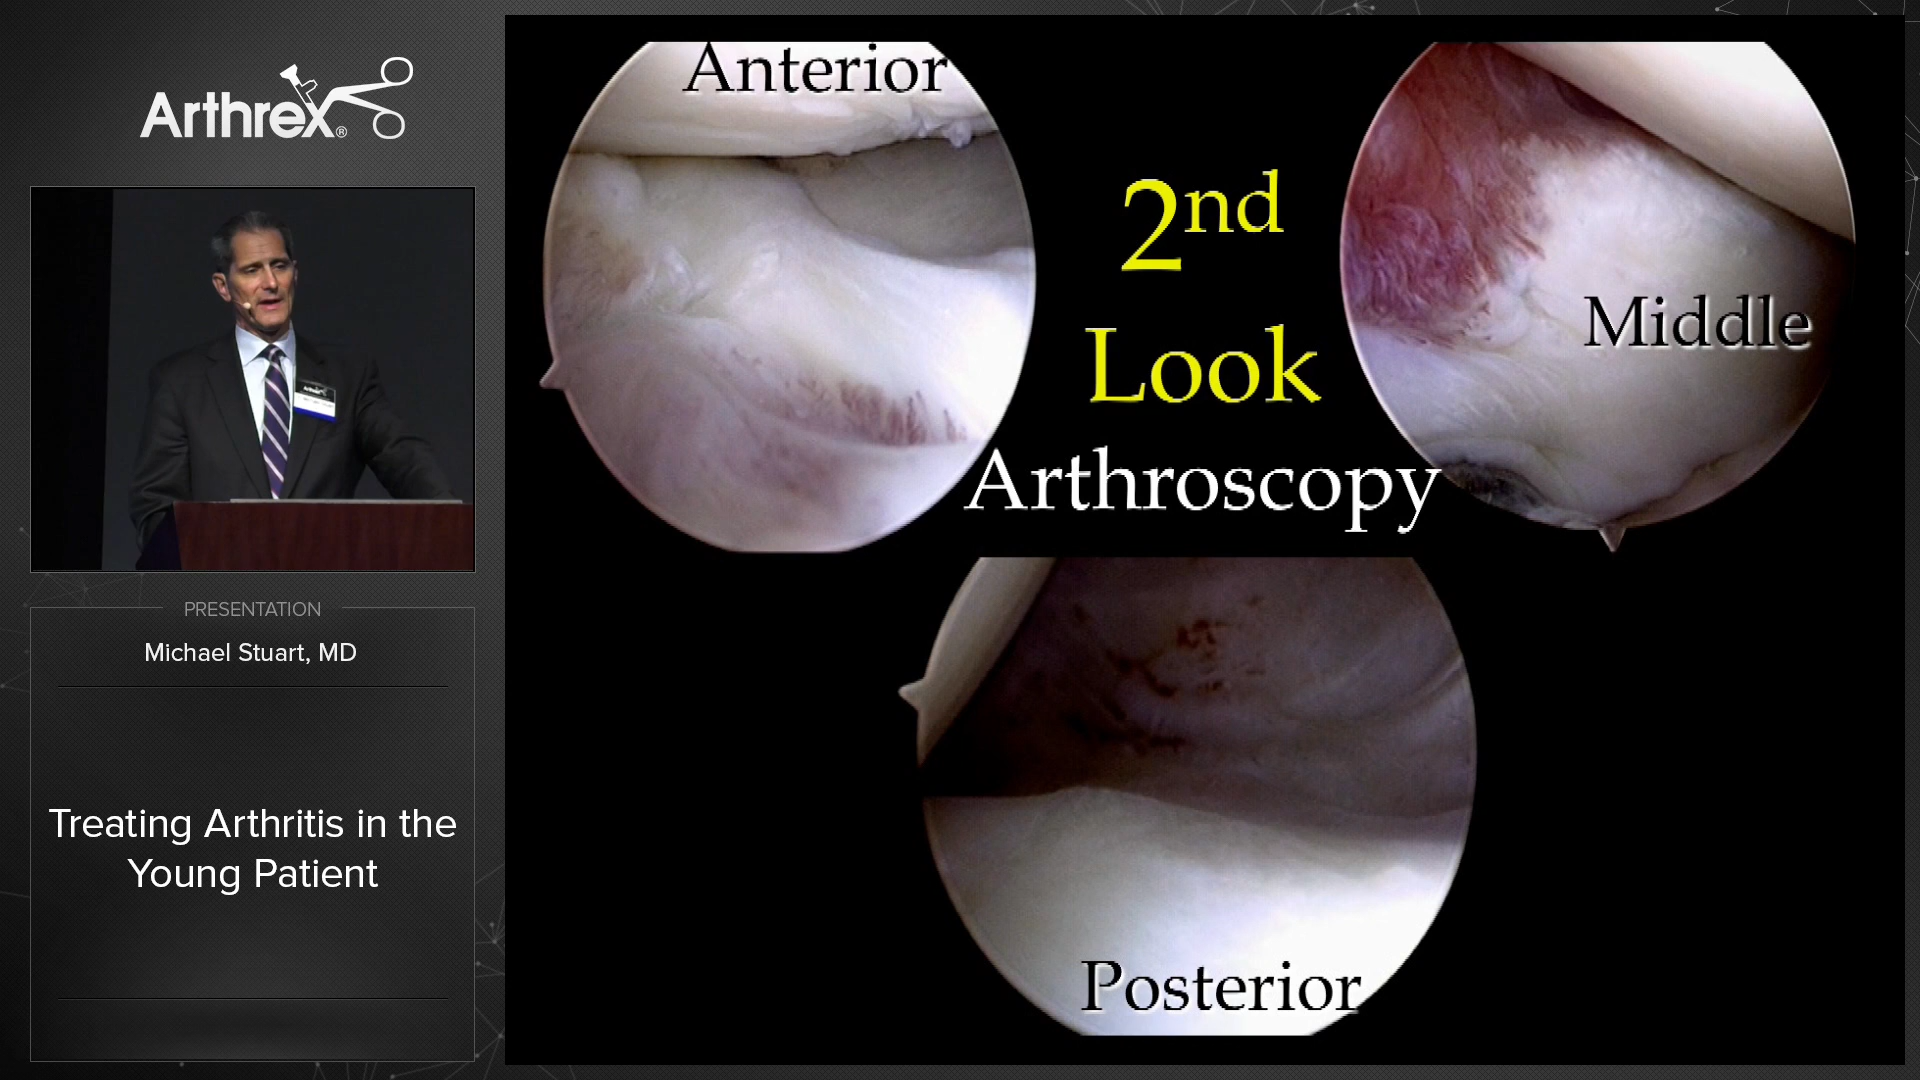 Arthrex®
PRESENTATION
Michael Stuart, MD
Treating Arthritis in the
Young Patient
Anterior
2nd
Look
Arthroscopy
Middle
Posterior